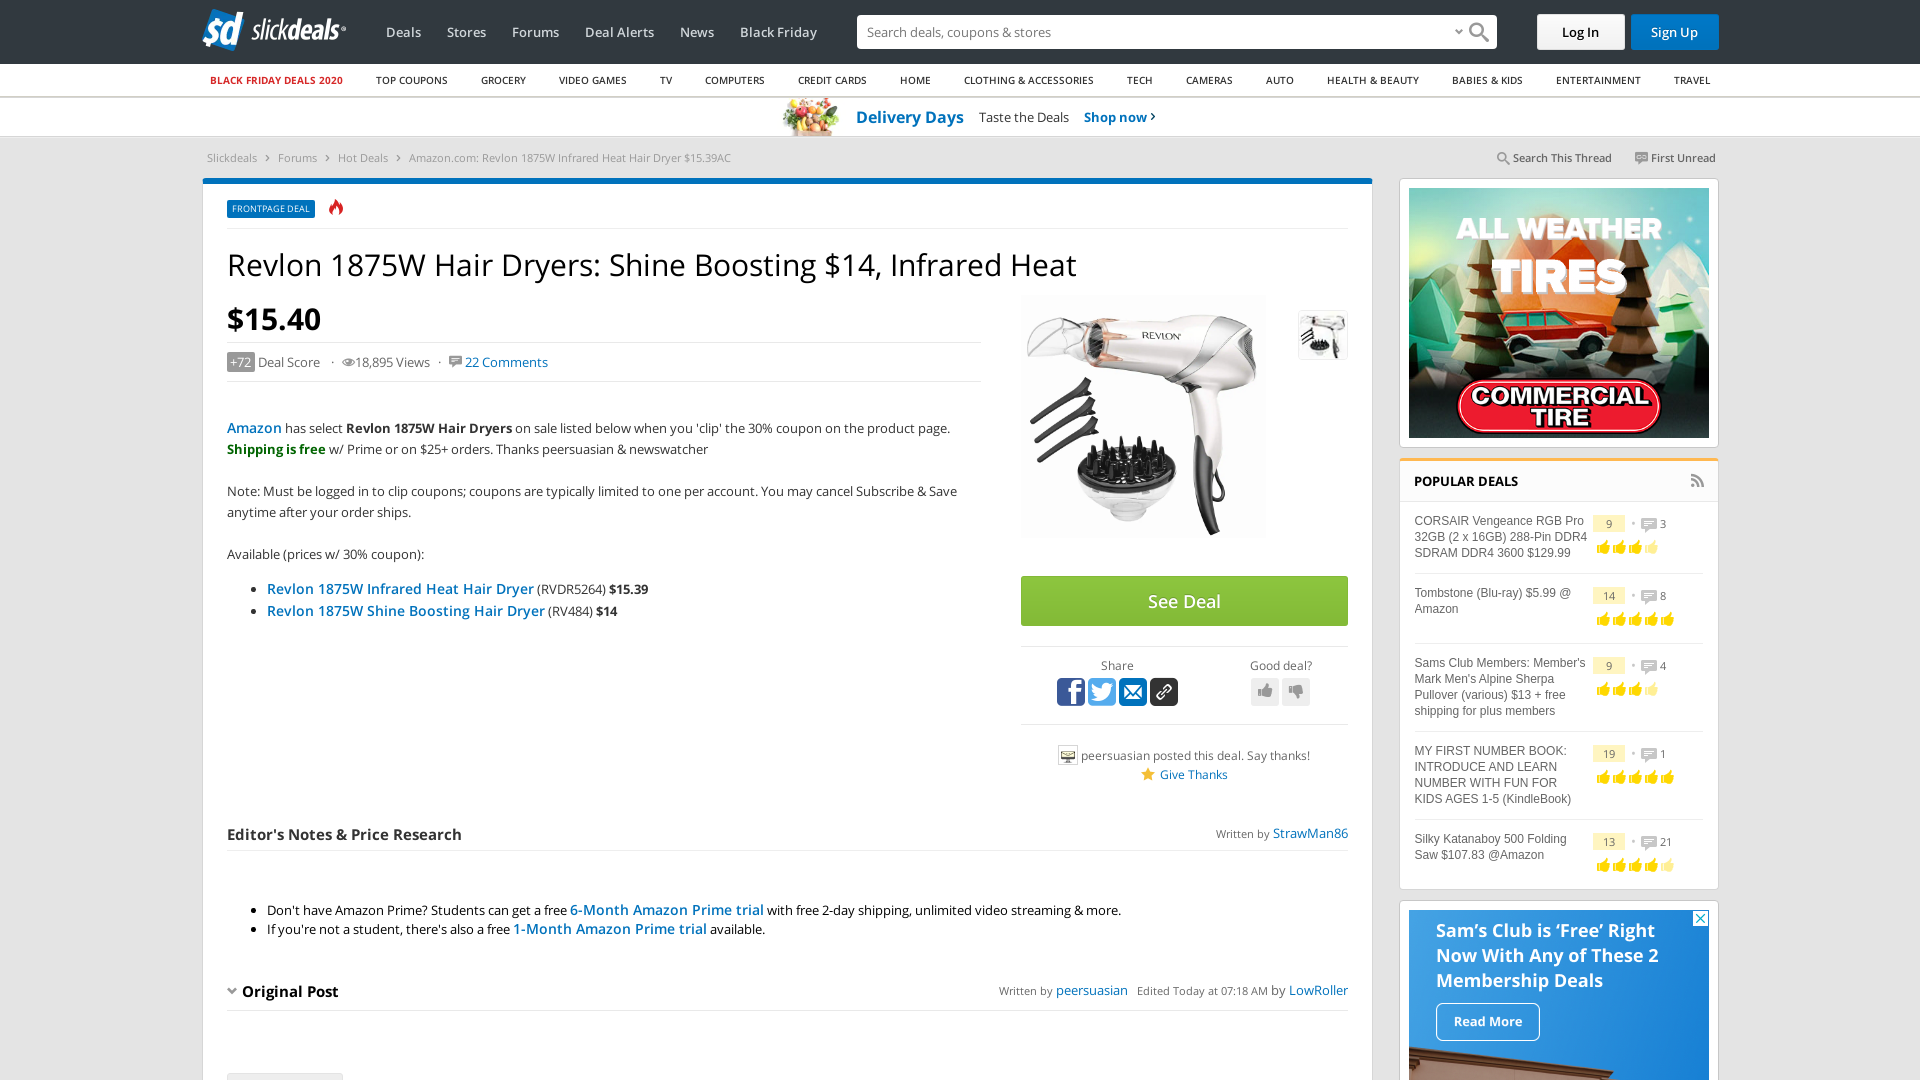 slickdeals
Deals
Stores
Forums
Deal Alerts
News
Black Friday
Search deals, coupons & stores
Log In
Sign Up
BLACK FRIDAY DEALS 2020
TOP COUPONS
GROCERY
VIDEO GAMES
TV
COMPUTERS
CREDIT CARDS
HOME
CLOTHING & ACCESSORIES
TECH
CAMERAS
AUTO
HEALTH & BEAUTY
BABIES & KIDS
ENTERTAINMENT
TRAVEL
Delivery Days Taste the Deals Shop now
Slickdeals > Forums > Hot Deals > Amazon.com: Revlon 1875W Infrared Heat Hair Dryer $15.39AC
Search This Thread
First Unread
FRONTPAGE DEAL
Revlon 1875W Hair Dryers: Shine Boosting $14, Infrared Heat
$15.40
+72 Deal Score · 18,895 Views · 22 Comments
REVLON
Amazon has select Revlon 1875W Hair Dryers on sale listed below when you 'clip' the 30% coupon on the product page.
Shipping is free w/ Prime or on $25+ orders. Thanks peersuasian & newswatcher
Note: Must be logged in to clip coupons; coupons are typically limited to one per account. You may cancel Subscribe & Save
anytime after your order ships.
Available (prices w/ 30% coupon):
Revlon 1875W Infrared Heat Hair Dryer (RVDR5264) $15.39
Revlon 1875W Shine Boosting Hair Dryer (RV484) $14
See Deal
Share
Good deal?
peersuasian posted this deal. Say thanks!
Give Thanks
Editor's Notes & Price Research
Written by StrawMan86
Don't have Amazon Prime? Students can get a free 6-Month Amazon Prime trial with free 2-day shipping, unlimited video streaming & more.
If you're not a student, there's also a free 1-Month Amazon Prime trial available.
Original Post
Written by peersuasian Edited Today at 07:18 AM by LowRoller
ALL WEATHER
TIRES
COMMERCIAL
TIRE
POPULAR DEALS
CORSAIR Vengeance RGB Pro
32GB (2 x 16GB) 288-Pin DDR4
SDRAM DDR4 3600 $129.99
9 • 3
Tombstone (Blu-ray) $5.99 @
Amazon
14 • 8
Sams Club Members: Member's
Mark Men's Alpine Sherpa
Pullover (various) $13 + free
shipping for plus members
9 • 4
MY FIRST NUMBER BOOK:
INTRODUCE AND LEARN
NUMBER WITH FUN FOR
KIDS AGES 1-5 (KindleBook)
19 • 1
Silky Katanaboy 500 Folding
Saw $107.83 @Amazon
13 • 21
Sam's Club is 'Free' Right
Now With Any of These 2
Membership Deals
Read More